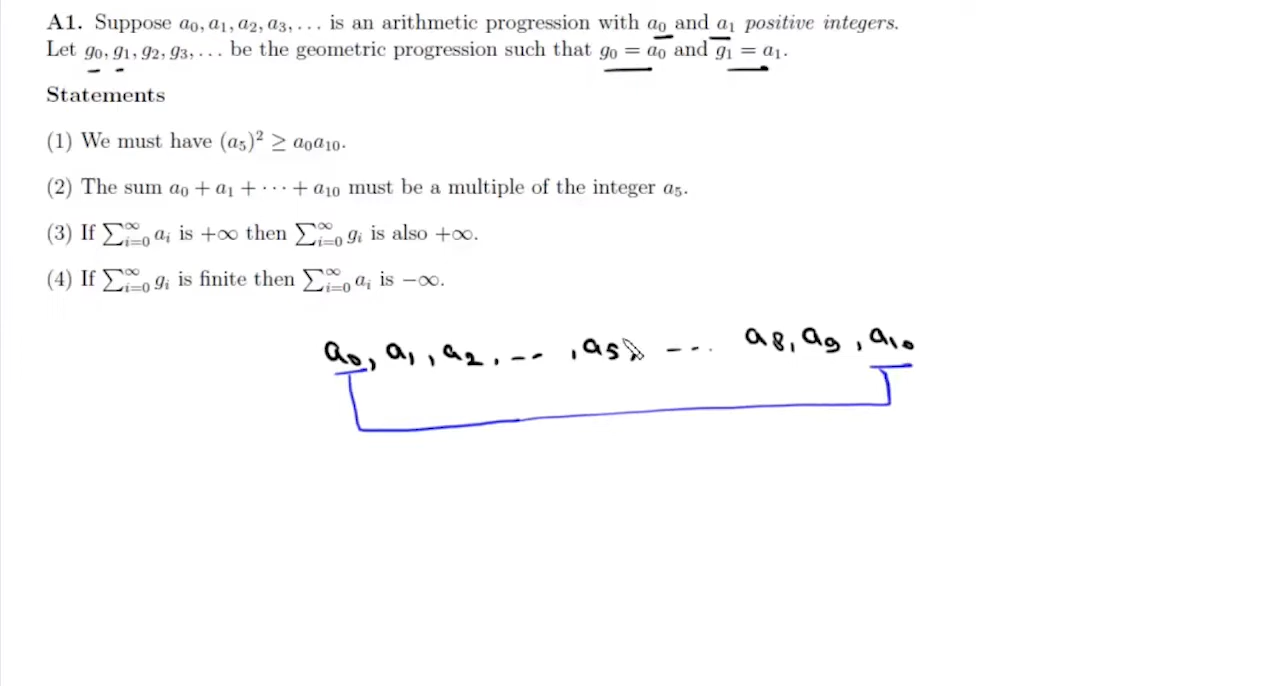 A1. Suppose a₀, a₁, a₂, a₃, . . . is an arithmetic progression with a₀ and a₁ positive integers.
Let g₀, g₁, g₂, g₃, . . . be the geometric progression such that g₀ = a₀ and g₁ = a₁.
Statements
(1) We must have (a₅)² ≥ a₀a₁₀.
(2) The sum a₀ + a₁ + · · · + a₁₀ must be a multiple of the integer a₅.
(3) If ∑ᵢ₌₀^∞ aᵢ is +∞ then ∑ᵢ₌₀^∞ gᵢ is also +∞.
(4) If ∑ᵢ₌₀^∞ gᵢ is finite then ∑ᵢ₌₀^∞ aᵢ is −∞.
a₀, a₁, a₂, --- , a₅, --- a₈, a₉, a₁₀